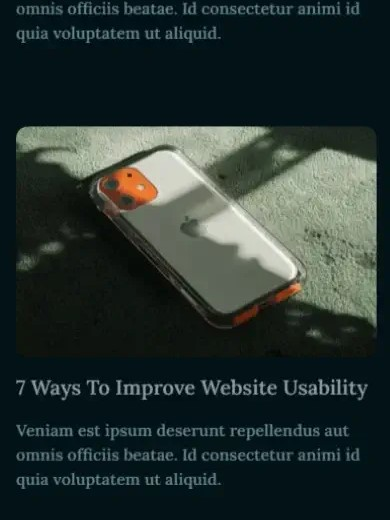 omnis officiis beatae. Id consectetur animi id
quia voluptatem ut aliquid.
7 Ways To Improve Website Usability
Veniam est ipsum deserunt repellendus aut
omnis officiis beatae. Id consectetur animi id
quia voluptatem ut aliquid.